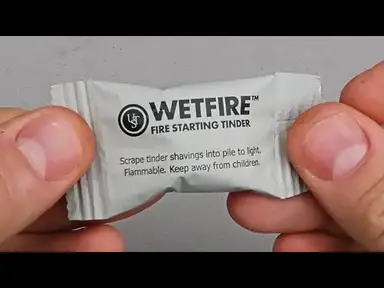 UST
WETFIRE™
FIRE STARTING TINDER
Scrape tinder shavings into pile to light.
Flammable. Keep away from children.